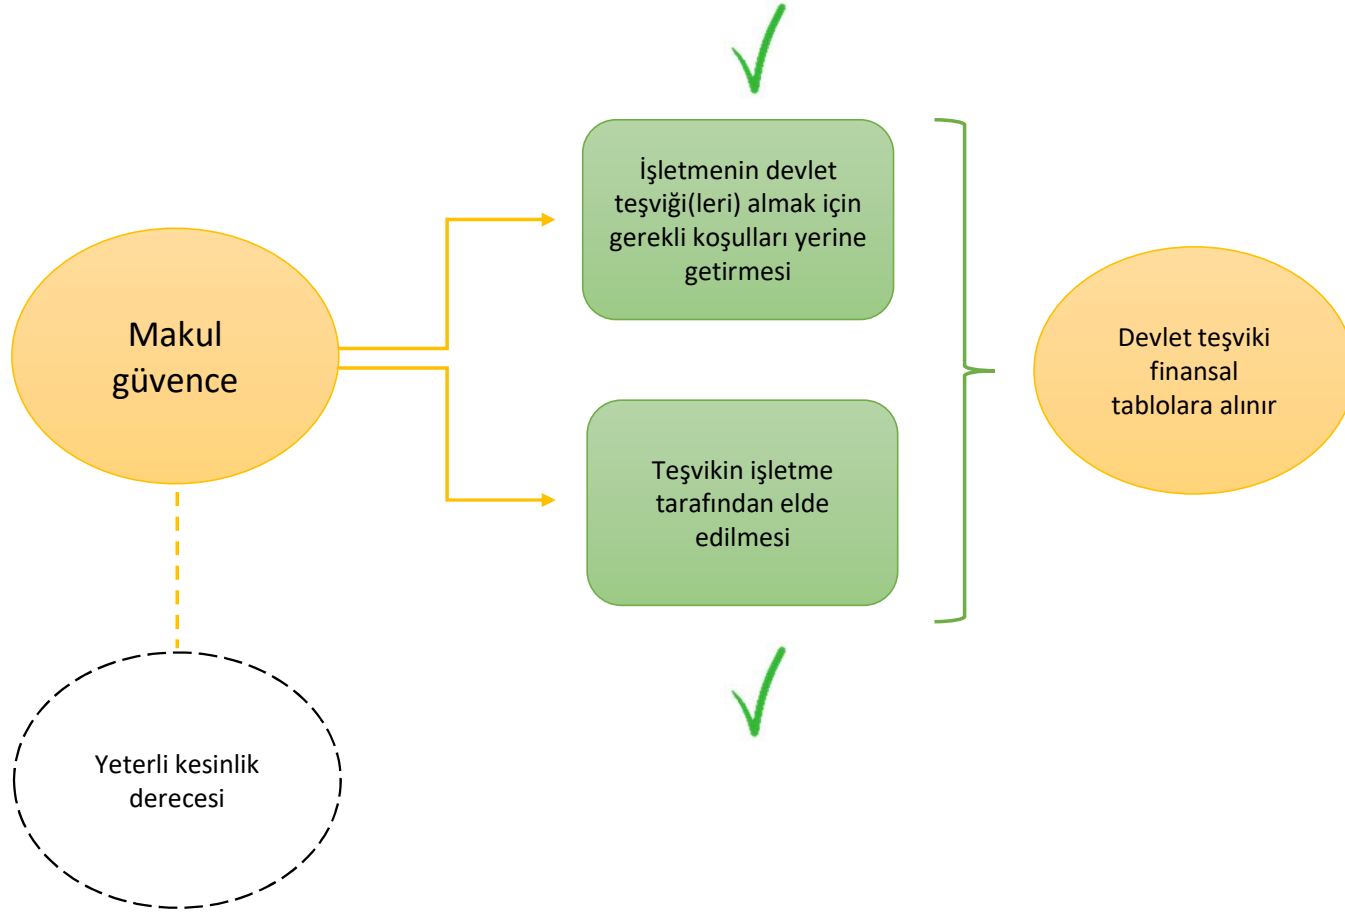 İşletmenin devlet
teşviği(leri) almak için
gerekli koşulları yerine
getirmesi
Makul
güvence
Devlet teşviki
finansal
tablolara alınır
Teşvikin işletme
tarafından elde
edilmesi
Yeterli kesinlik
derecesi